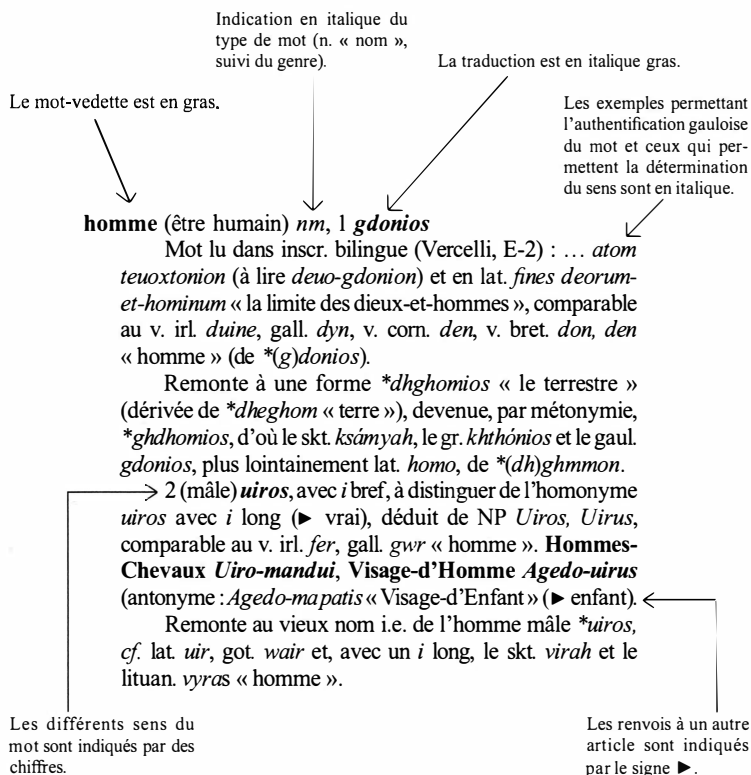 Indication en italique du
type de mot (n. « nom »,
suivi du genre).
La traduction est en italique gras.
Le mot-vedette est en gras.
Les exemples permettant
l'authentification gauloise
du mot et ceux qui per-
mettent la détermination
du sens sont en italique.
homme (être humain) nm, 1 gdonios
Mot lu dans inscr. bilingue (Vercelli, E-2) : … atom
teuoxtonion (à lire deuo-gdonion) et en lat. fines deorum-
et-hominum « la limite des dieux-et-hommes », comparable
au v. irl. duine, gall. dyn, v. corn. den, v. bret. don, den
« homme » (de *(g)donios).
Remonte à une forme *dhghomios « le terrestre »
(dérivée de *dheghom « terre »), devenue, par métonymie,
*ghdhomios, d'où le skt. ksámyah, le gr. khthónios et le gaul.
gdonios, plus lointainement lat. homo, de *(dh)ghmmon.
2 (mâle) uiros, avec i bref, à distinguer de l'homonyme
uiros avec i long (► vrai), déduit de NP Uiros, Uirus,
comparable au v. irl. fer, gall. gwr « homme ». Hommes-
Chevaux Uiro-mandui, Visage-d'Homme Agedo-uirus
(antonyme : Agedo-mapatis « Visage-d'Enfant » (► enfant).
Remonte au vieux nom i.e. de l'homme mâle *uiros,
cf. lat. uir, got. wair et, avec un i long, le skt. virah et le
lituan. vyras « homme ».
Les différents sens du
mot sont indiqués par des
chiffres.
Les renvois à un autre
article sont indiqués
par le signe ►.